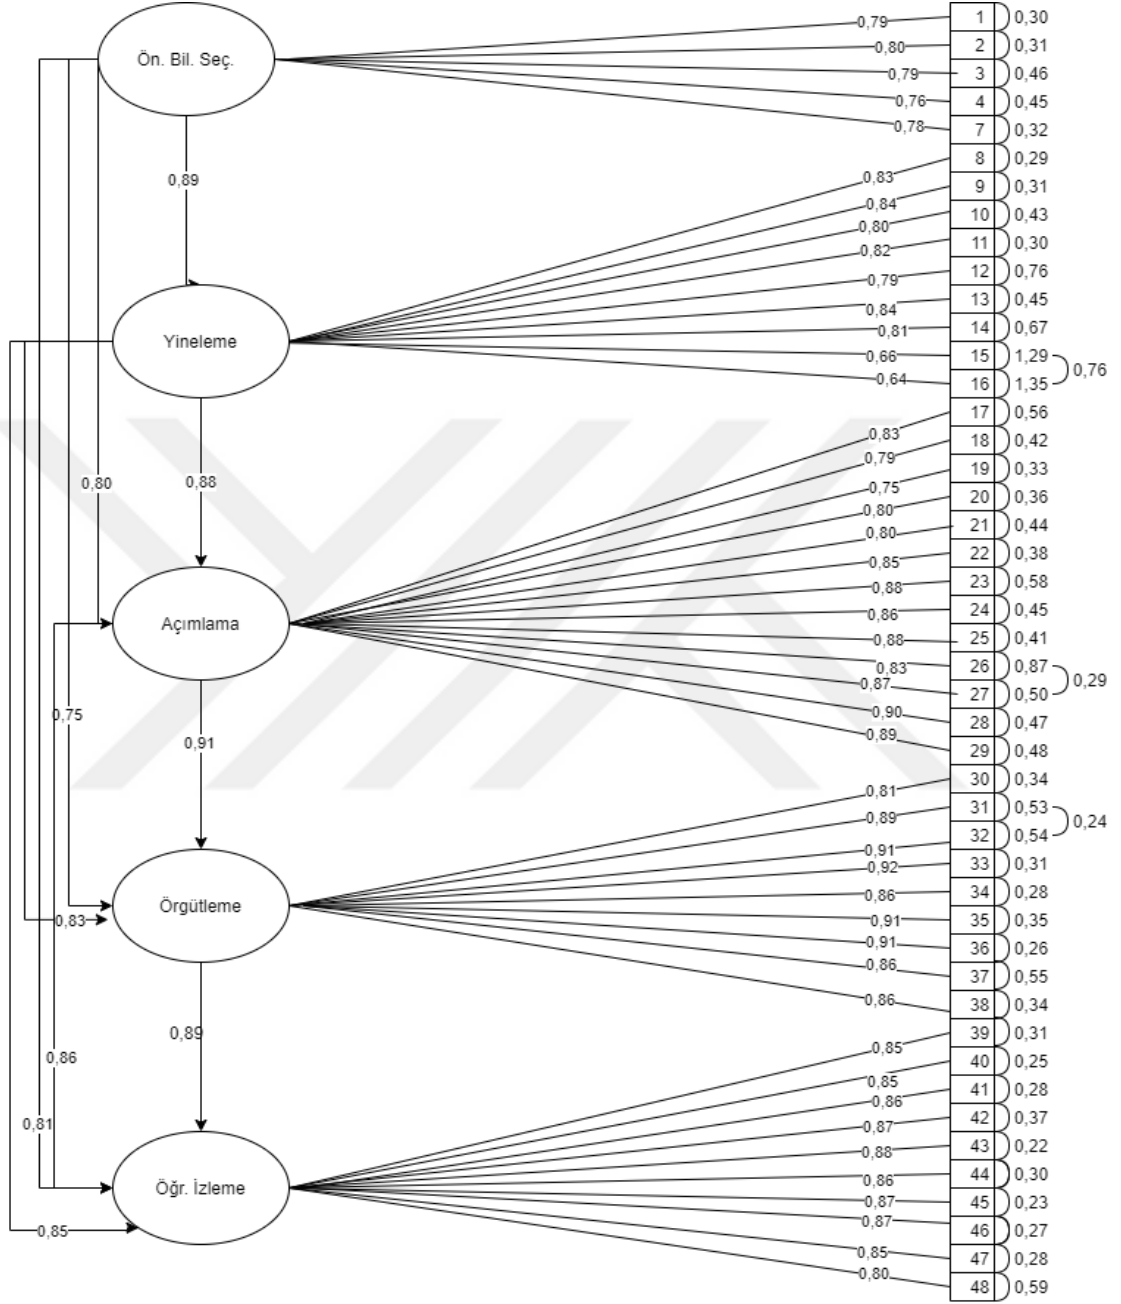 Ön. Bil. Seç.
0,79 1 0,30
0,80 2 0,31
0,79 3 0,46
0,76 4 0,45
0,78 7 0,32
0,89
0,83 8 0,29
0,84 9 0,31
0,80 10 0,43
0,82 11 0,30
0,79 12 0,76
0,84 13 0,45
0,81 14 0,67
0,66 15 1,29
0,64 16 1,35
0,76
Yineleme
0,83 17 0,56
0,79 18 0,42
0,75 19 0,33
0,80 20 0,36
0,80 21 0,44
0,85 22 0,38
0,88 23 0,58
0,86 24 0,45
0,88 25 0,41
0,83 26 0,87
0,87 27 0,50
0,29
0,90 28 0,47
0,89 29 0,48
0,80
0,88
Açımlama
0,75
0,91
0,81 30 0,34
0,89 31 0,53
0,91 32 0,54
0,24
0,92 33 0,31
0,86 34 0,28
0,91 35 0,35
0,91 36 0,26
0,86 37 0,55
0,86 38 0,34
Örgütleme
0,83
0,89
0,86
0,81
0,85 39 0,31
0,85 40 0,25
0,86 41 0,28
0,87 42 0,37
0,88 43 0,22
0,86 44 0,30
0,87 45 0,23
0,87 46 0,27
0,85 47 0,28
0,80 48 0,59
Öğr. İzleme
0,85